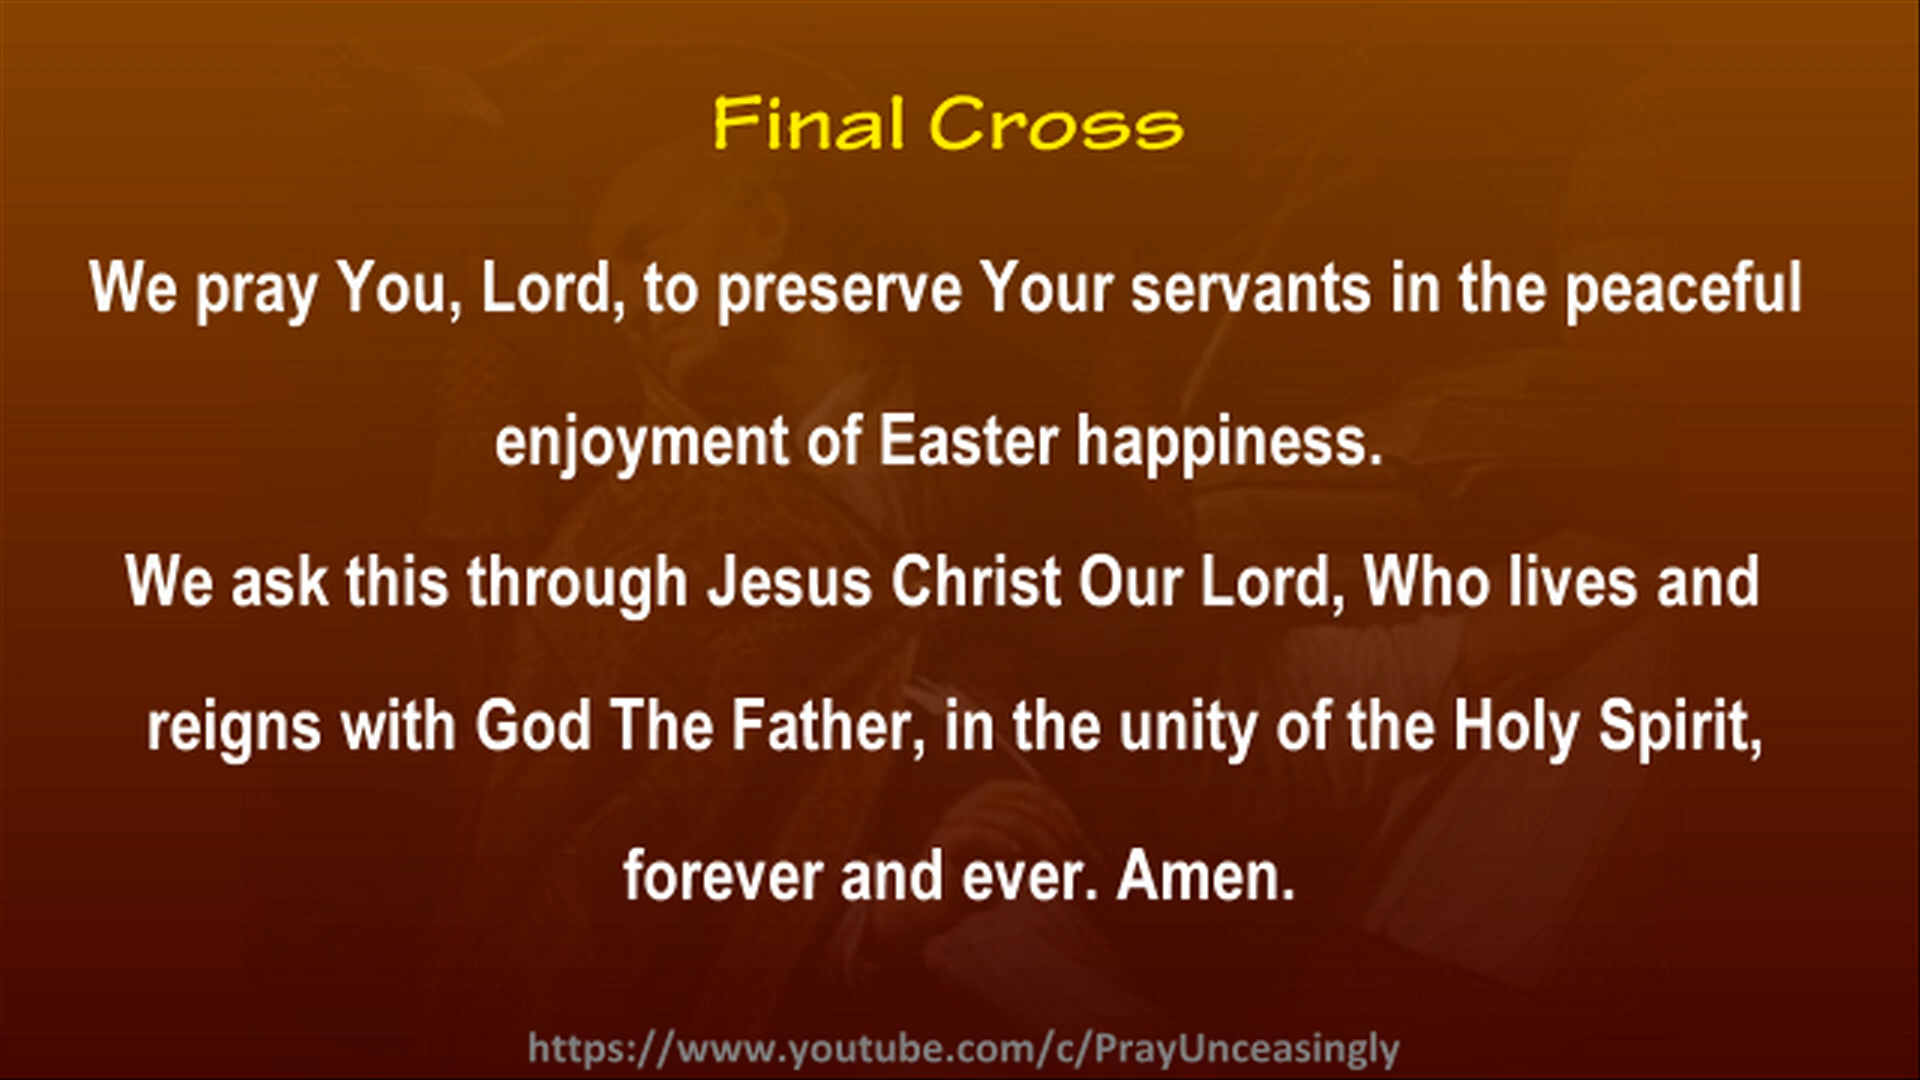 Final Cross
We pray You, Lord, to preserve Your servants in the peaceful
enjoyment of Easter happiness.
We ask this through Jesus Christ Our Lord, Who lives and
reigns with God The Father, in the unity of the Holy Spirit,
forever and ever. Amen.
https://www.youtube.com/c/PrayUnceasingly